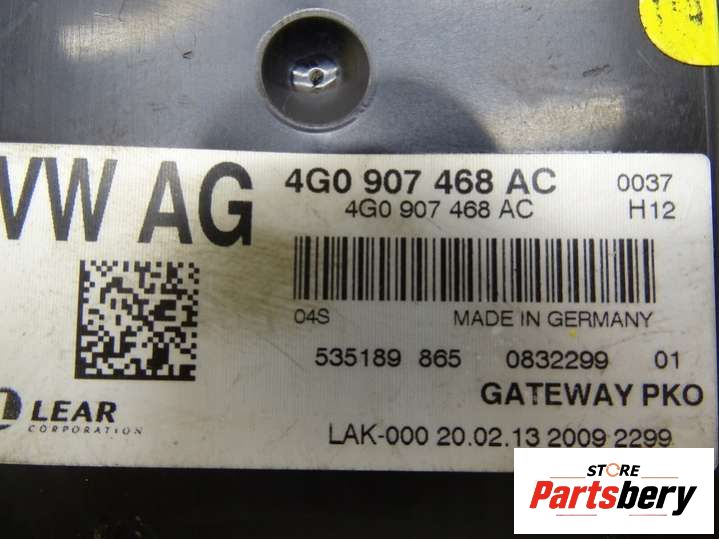 VW AG
4G0 907 468 AC 0037
4G0 907 468 AC H12
04S MADE IN GERMANY
535189 865 0832299 01
GATEWAY PKO
LEAR
CORPORATION
LAK-000 20.02.13 2009 2299
STORE
Partsbery